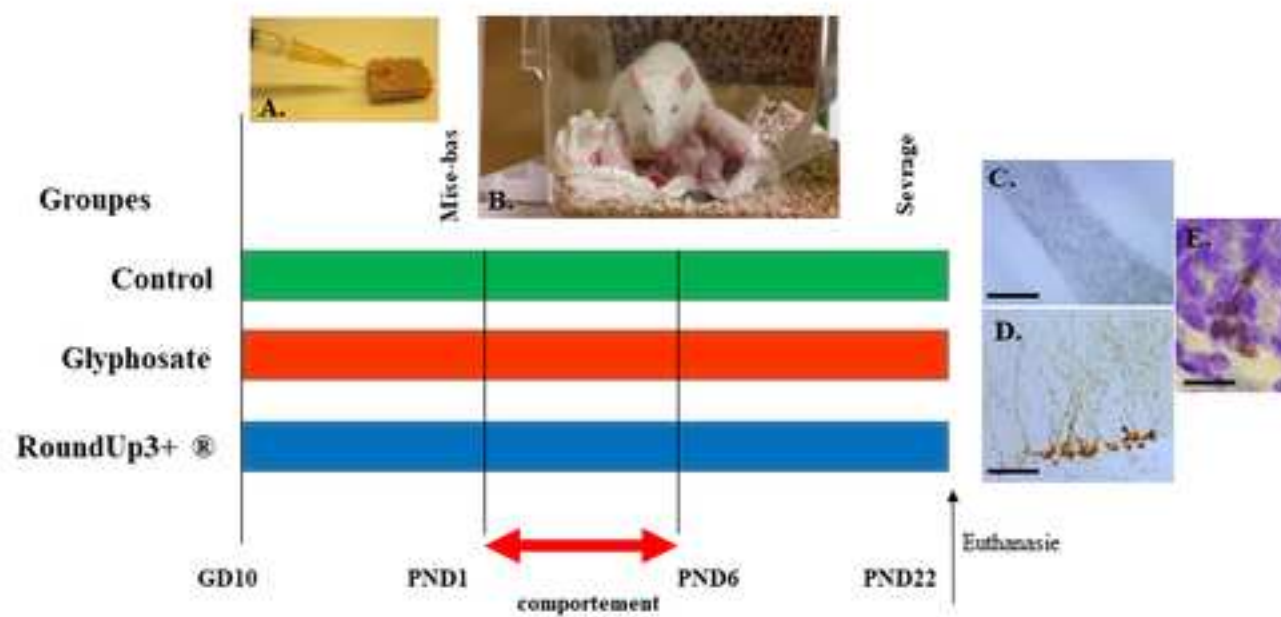 A.
B.
Mise-bas
Sevrage
C.
E.
D.
Groupes
Control
Glyphosate
RoundUp3+ ®
Euthanasie
GD10
PND1
PND6
PND22
comportement